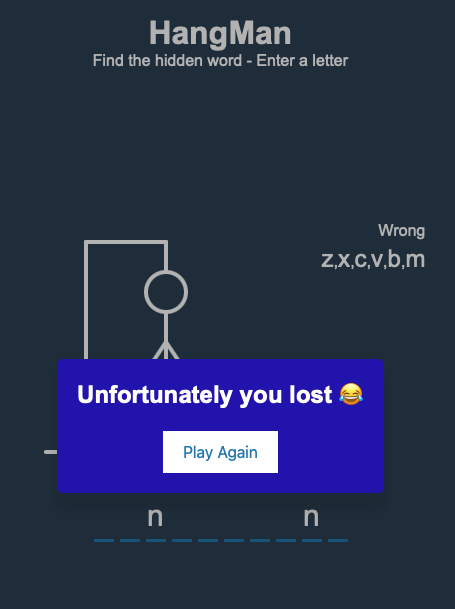 HangMan
Find the hidden word - Enter a letter
Wrong
z,x,c,v,b,m
Unfortunately you lost 😂
Play Again
n n